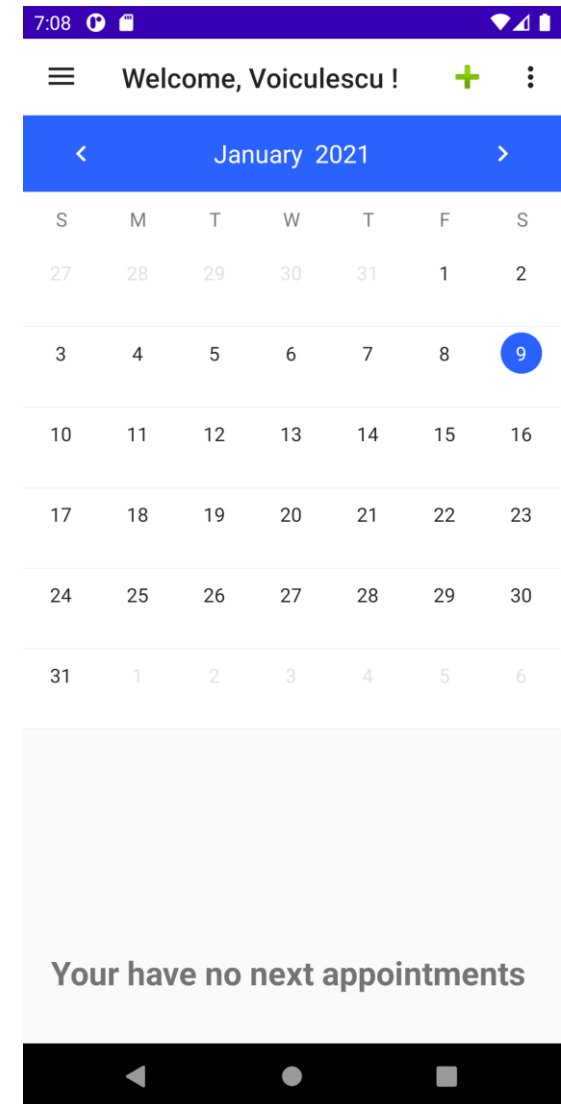 7:08
Welcome, Voiculescu !
January 2021
S M T W T F S
27 28 29 30 31 1 2
3 4 5 6 7 8 9
10 11 12 13 14 15 16
17 18 19 20 21 22 23
24 25 26 27 28 29 30
31 1 2 3 4 5 6
Your have no next appointments